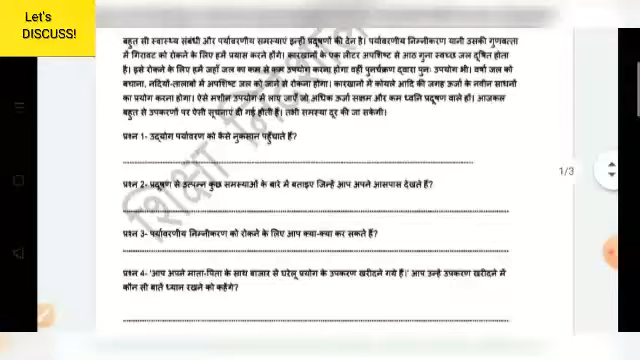 Let's
DISCUSS!
बहुत सी स्वास्थ्य संबंधी और पर्यावरणीय समस्याएं इन्हीं प्रदूषणों की देन है। पर्यावरणीय निम्नीकरण यानी उसकी गुणवत्ता
में गिरावट को रोकने के लिए हमें प्रयास करने होंगे। कारखानों के एक लीटर अपशिष्ट से आठ गुना स्वच्छ जल दूषित होता
है। इसे रोकने के लिए हमें जहाँ जल का कम से कम उपयोग करना होगा वहीं पुनर्चक्रण द्वारा पुनः उपयोग भी। वर्षा जल को
बचाना, नदियों-तालाबों में अपशिष्ट जल को जाने से रोकना होगा। कारखानों में कोयले आदि की जगह ऊर्जा के नवीन साधनों
का प्रयोग करना होगा। ऐसे मशीन उपयोग में लाए जाएँ जो अधिक ऊर्जा सक्षम और कम ध्वनि प्रदूषण वाले हों। आजकल
बहुत से उपकरणों पर ऐसी सूचनाएं दी गई होती हैं। तभी समस्या दूर की जा सकेगी।
प्रश्न 1- उद्योग पर्यावरण को कैसे नुकसान पहुँचाते हैं?
1/3
प्रश्न 2- प्रदूषण से उत्पन्न कुछ समस्याओं के बारे में बताइए जिन्हें आप अपने आसपास देखते हैं?
प्रश्न 3- पर्यावरणीय निम्नीकरण को रोकने के लिए आप क्या-क्या कर सकते हैं?
प्रश्न 4- 'आप अपने माता-पिता के साथ बाजार से घरेलू प्रयोग के उपकरण खरीदने गये हैं।' आप उन्हें उपकरण खरीदने में
कौन सी बातें ध्यान रखने को कहेंगे?